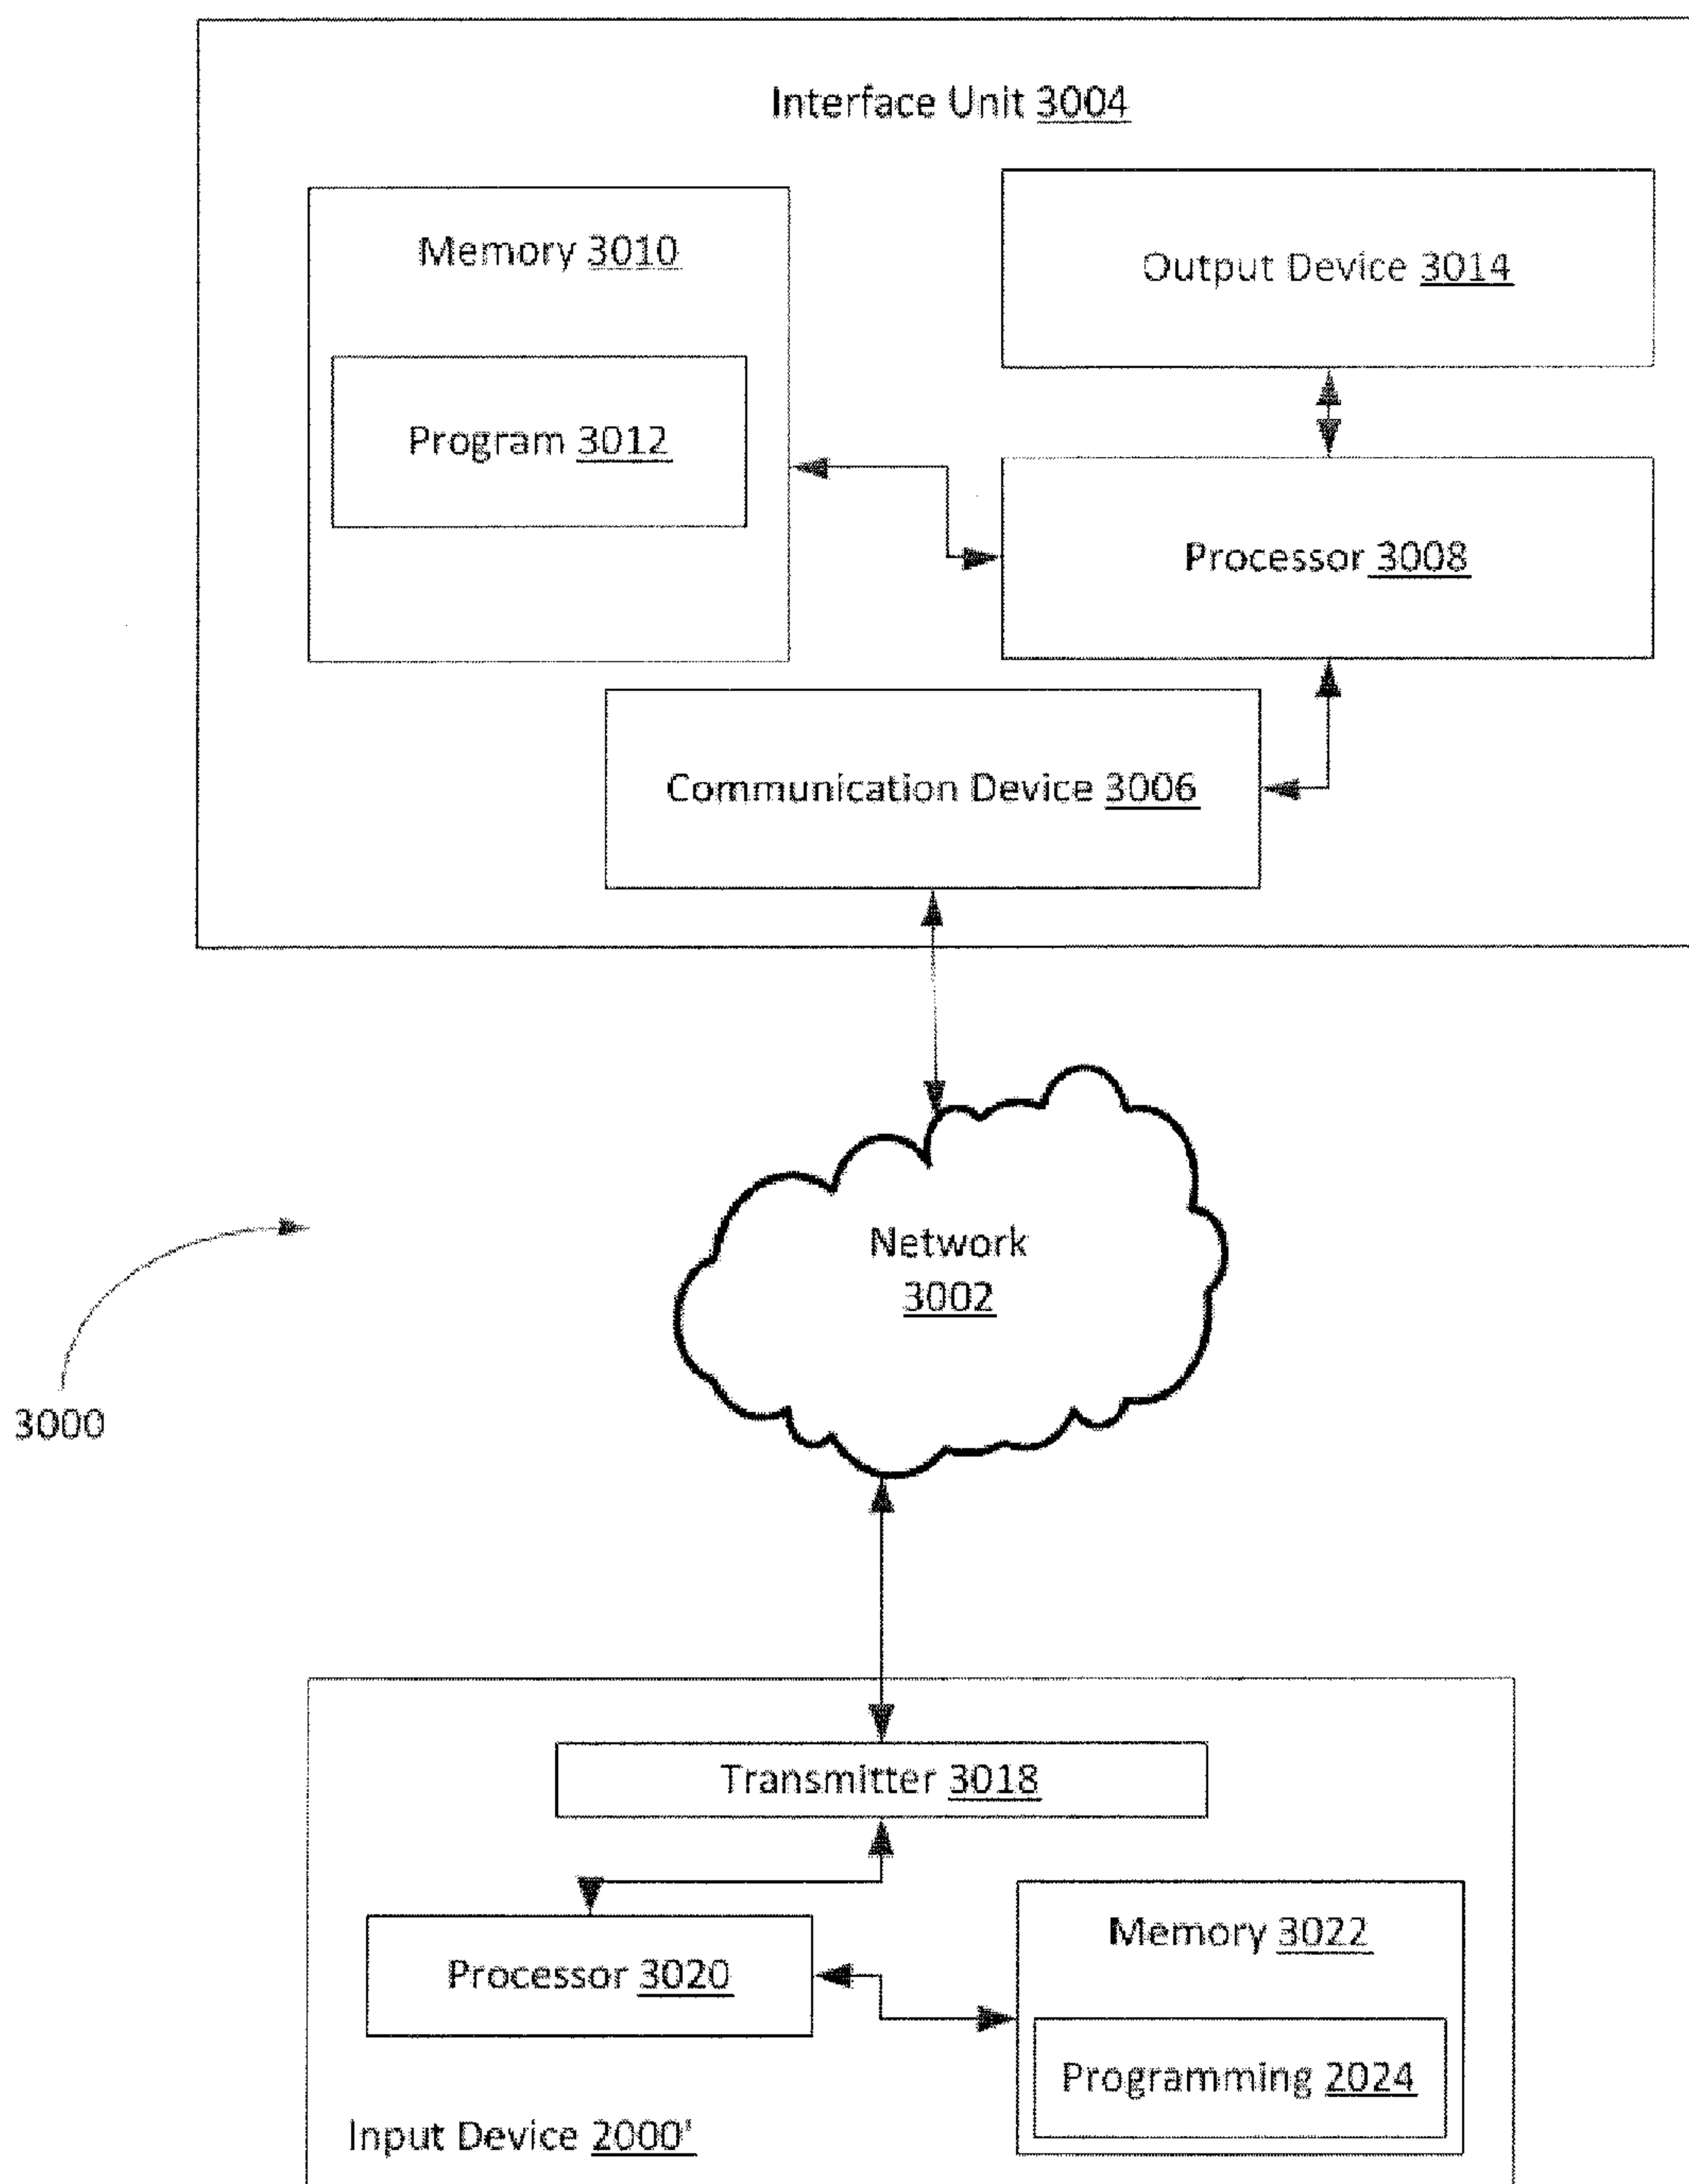 Interface Unit 3004
Memory 3010
Output Device 3014
Program 3012
Processor 3008
Communication Device 3006
Network
3002
3000
Transmitter 3018
Memory 3022
Processor 3020
Programming 2024
Input Device 2000'